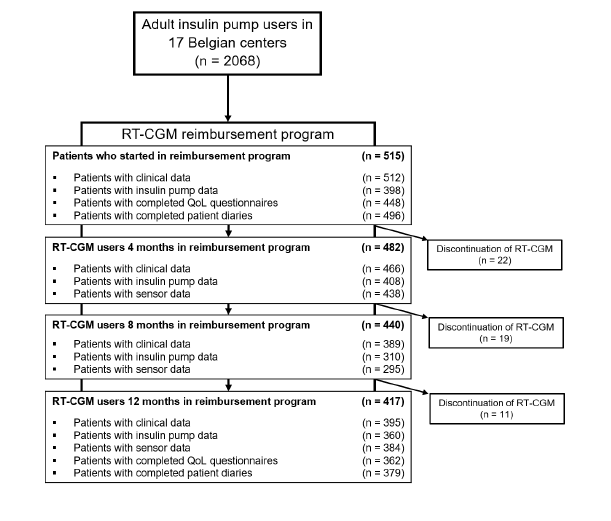 Adult insulin pump users in
17 Belgian centers
(n = 2068)
RT-CGM reimbursement program
Patients who started in reimbursement program (n = 515)
▪ Patients with clinical data (n = 512)
▪ Patients with insulin pump data (n = 398)
▪ Patients with completed QoL questionnaires (n = 448)
▪ Patients with completed patient diaries (n = 496)
Discontinuation of RT-CGM
(n = 22)
RT-CGM users 4 months in reimbursement program (n = 482)
▪ Patients with clinical data (n = 466)
▪ Patients with insulin pump data (n = 408)
▪ Patients with sensor data (n = 438)
Discontinuation of RT-CGM
(n = 19)
RT-CGM users 8 months in reimbursement program (n = 440)
▪ Patients with clinical data (n = 389)
▪ Patients with insulin pump data (n = 310)
▪ Patients with sensor data (n = 295)
Discontinuation of RT-CGM
(n = 11)
RT-CGM users 12 months in reimbursement program (n = 417)
▪ Patients with clinical data (n = 395)
▪ Patients with insulin pump data (n = 360)
▪ Patients with sensor data (n = 384)
▪ Patients with completed QoL questionnaires (n = 362)
▪ Patients with completed patient diaries (n = 379)